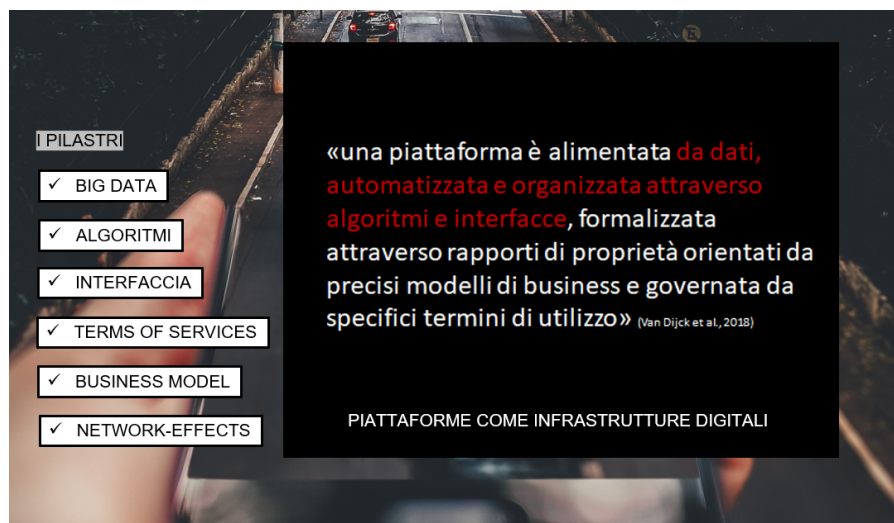 I PILASTRI
✓ BIG DATA
✓ ALGORITMI
✓ INTERFACCIA
✓ TERMS OF SERVICES
✓ BUSINESS MODEL
✓ NETWORK-EFFECTS
«una piattaforma è alimentata da dati,
automatizzata e organizzata attraverso
algoritmi e interfacce, formalizzata
attraverso rapporti di proprietà orientati da
precisi modelli di business e governata da
specifici termini di utilizzo» (Van Dijck et al., 2018)
PIATTAFORME COME INFRASTRUTTURE DIGITALI